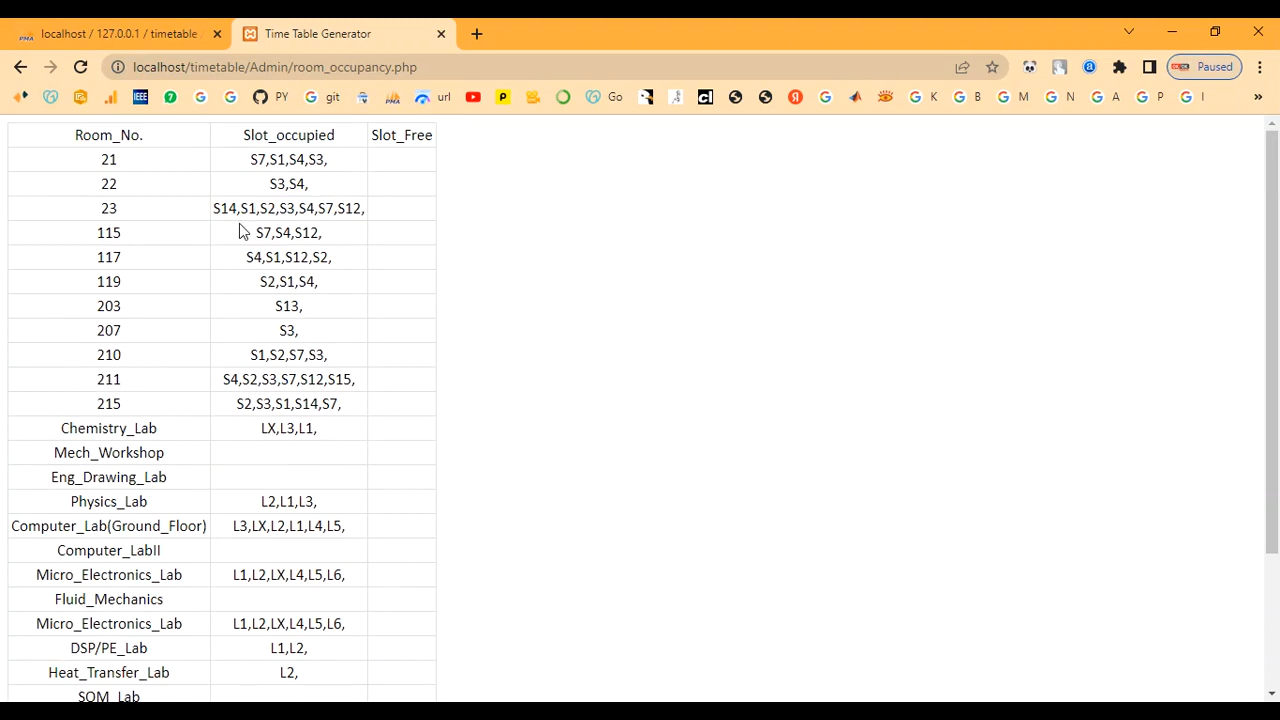 localhost / 127.0.0.1 / timetable
Time Table Generator
localhost/timetable/Admin/room_occupancy.php
Paused
IEEE
PY
git
url
Go
K
B
M
N
A
P
I
Room_No. Slot_occupied Slot_Free
21 S7,S1,S4,S3,
22 S3,S4,
23 S14,S1,S2,S3,S4,S7,S12,
115 S7,S4,S12,
117 S4,S1,S12,S2,
119 S2,S1,S4,
203 S13,
207 S3,
210 S1,S2,S7,S3,
211 S4,S2,S3,S7,S12,S15,
215 S2,S3,S1,S14,S7,
Chemistry_Lab LX,L3,L1,
Mech_Workshop
Eng_Drawing_Lab
Physics_Lab L2,L1,L3,
Computer_Lab(Ground_Floor) L3,LX,L2,L1,L4,L5,
Computer_LabII
Micro_Electronics_Lab L1,L2,LX,L4,L5,L6,
Fluid_Mechanics
Micro_Electronics_Lab L1,L2,LX,L4,L5,L6,
DSP/PE_Lab L1,L2,
Heat_Transfer_Lab L2,
SOM_Lab